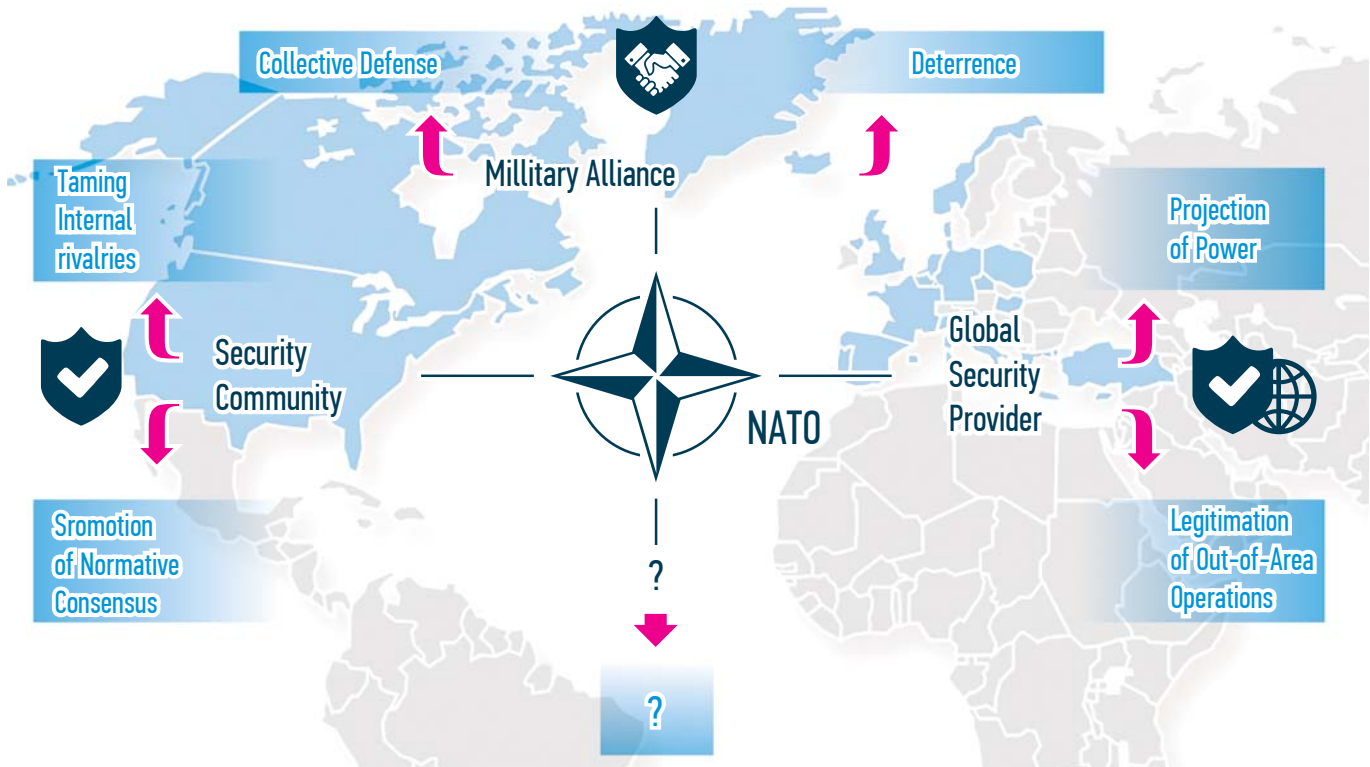 Collective Defense
Deterrence
Millitary Alliance
Taming
Internal
rivalries
Projection
of Power
Security
Community
Global
Security
Provider
NATO
Sromotion
of Normative
Consensus
Legitimation
of Out-of-Area
Operations
?
?